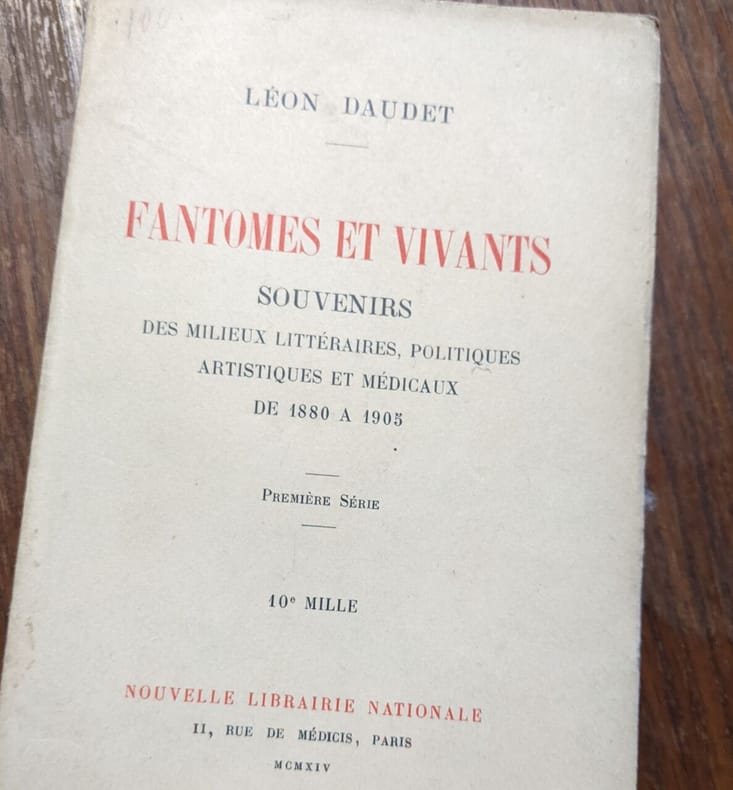 LÉON DAUDET
FANTOMES ET VIVANTS
SOUVENIRS
DES MILIEUX LITTÉRAIRES, POLITIQUES
ARTISTIQUES ET MÉDICAUX
DE 1880 A 1905
PREMIÈRE SÉRIE
10e MILLE
NOUVELLE LIBRAIRIE NATIONALE
11, RUE DE MÉDICIS, PARIS
MCMXIV